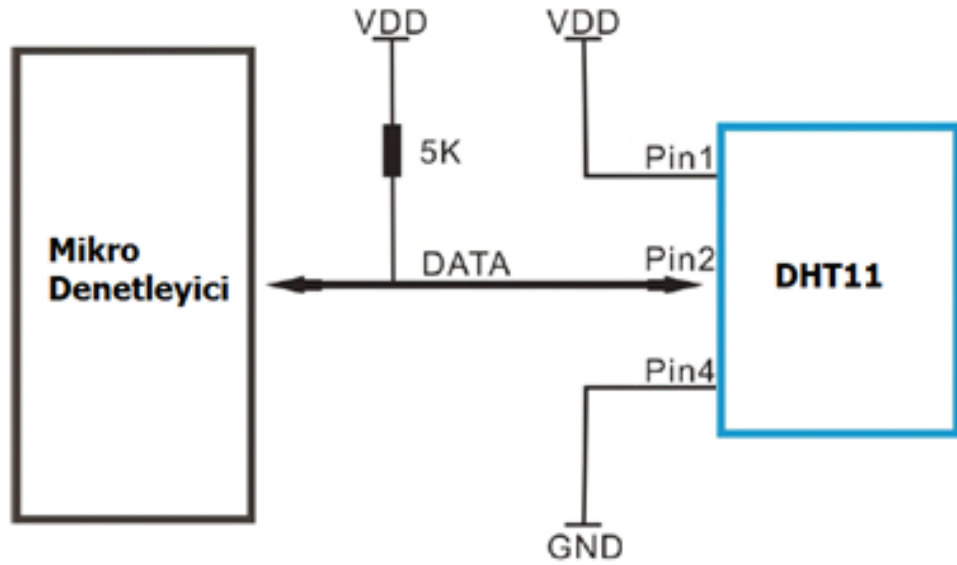 VDD
VDD
5K
Pin1
Mikro
Denetleyici
DATA
Pin2
DHT11
Pin4
GND